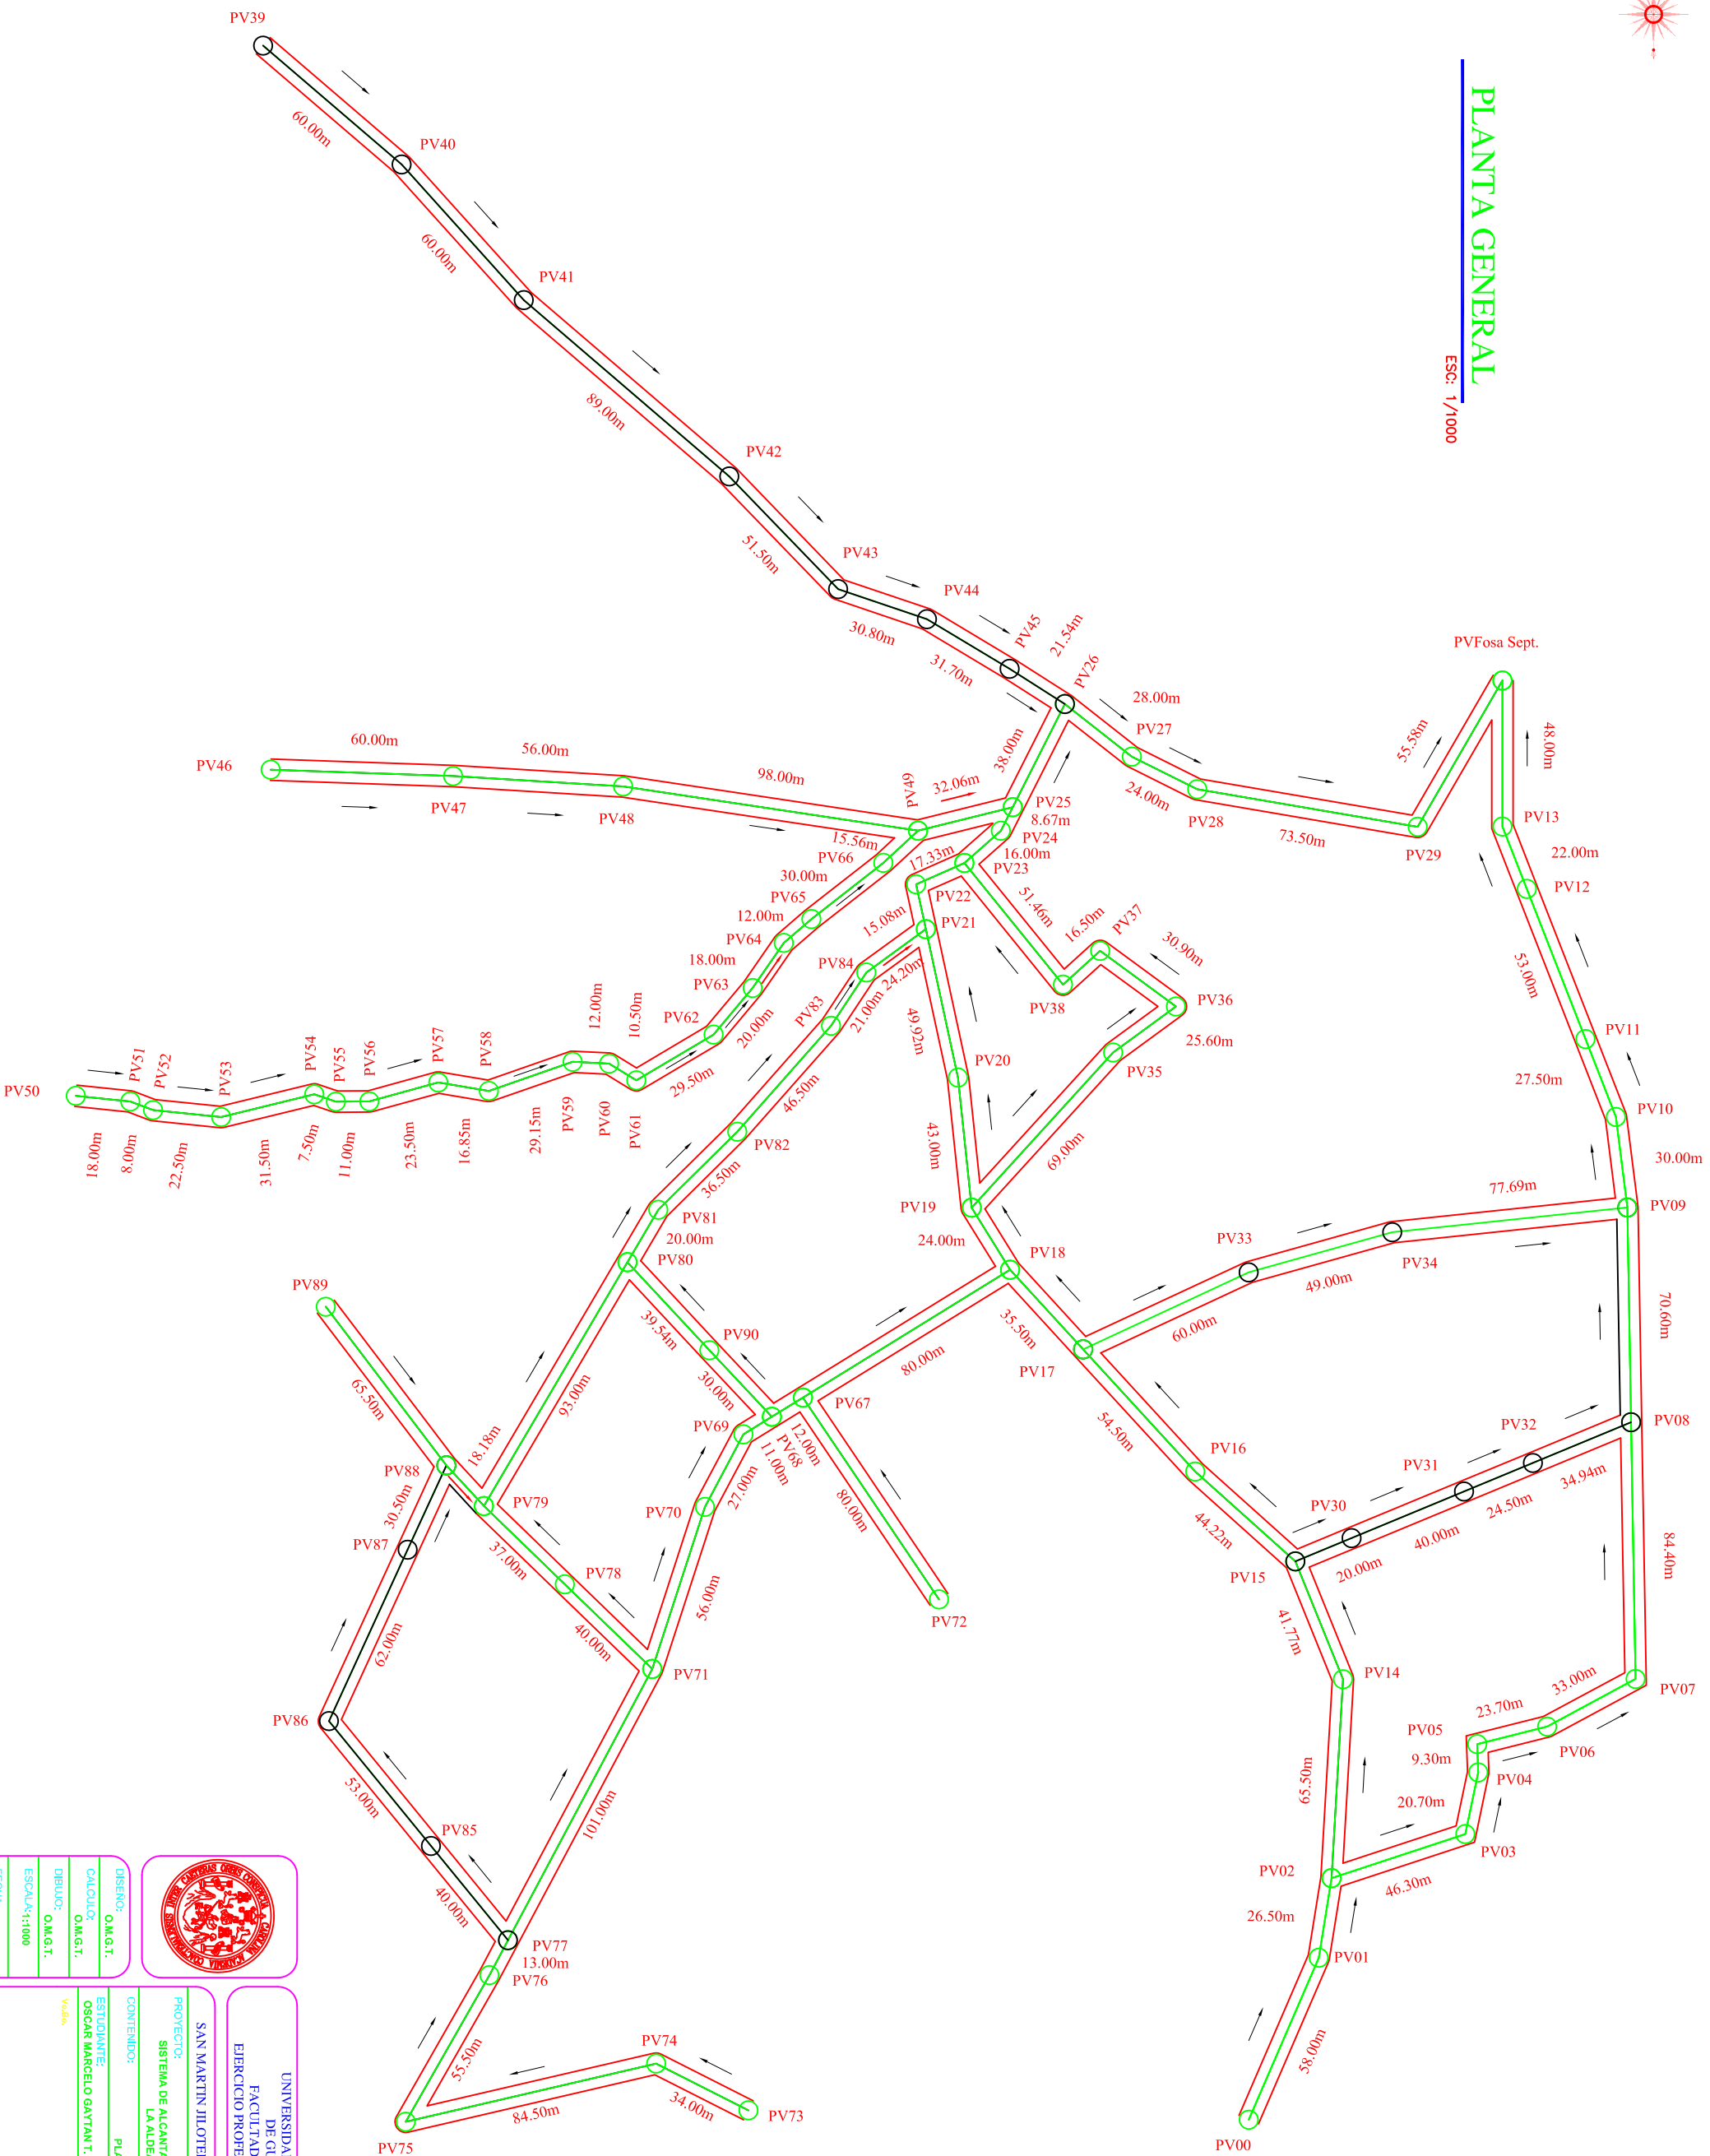 PLANTA GENERAL
ESC: 1/1000
PV39
60.00m
PV40
60.00m
PV41
89.00m
PV42
51.50m
PV43
30.80m
PV44
31.70m
PV45
21.54m
PV26
28.00m
PV27
24.00m
PV28
73.50m
PV29
55.58m
PVFosa Sept.
48.00m
PV13
22.00m
PV12
53.00m
PV11
27.50m
PV10
30.00m
PV09
77.69m
PV34
49.00m
PV33
60.00m
70.60m
PV08
34.94m
PV32
24.50m
PV31
40.00m
PV30
20.00m
PV15
84.40m
PV07
33.00m
PV06
23.70m
PV05
9.30m
PV04
20.70m
PV03
46.30m
PV02
26.50m
PV01
58.00m
PV00
65.50m
PV14
41.77m
44.22m
PV16
54.50m
PV17
35.50m
PV18
24.00m
PV19
43.00m
PV20
49.92m
69.00m
PV35
25.60m
PV36
30.90m
PV37
16.50m
PV38
51.46m
PV46
60.00m
PV47
56.00m
PV48
98.00m
PV49
32.06m
38.00m
PV25
8.67m
PV24
16.00m
PV23
17.33m
PV22
15.08m
PV21
24.20m
PV84
21.00m
PV83
46.50m
PV82
36.50m
PV81
20.00m
PV80
15.56m
PV66
30.00m
PV65
12.00m
PV64
18.00m
PV63
20.00m
PV62
29.50m
PV61
10.50m
PV60
12.00m
PV59
29.15m
PV58
16.85m
PV57
23.50m
PV56
11.00m
PV55
7.50m
PV54
31.50m
PV53
22.50m
PV52
8.00m
PV51
18.00m
PV50
39.54m
PV90
30.00m
PV68
12.00m
PV67
80.00m
80.00m
PV72
11.00m
PV69
27.00m
PV70
56.00m
PV71
93.00m
PV89
65.50m
PV88
18.18m
PV79
37.00m
PV78
40.00m
30.50m
PV87
62.00m
PV86
53.00m
PV85
40.00m
PV77
101.00m
13.00m
PV76
55.50m
PV75
84.50m
PV74
34.00m
PV73
DISEÑO:
O.M.G.T.
CALCULO:
O.M.G.T.
DIBUJO:
O.M.G.T.
ESCALA:
1:1000
UNIVERSIDA
DE GU
FACULTAD
EJERCICIO PROFE
SAN MARTIN JILOTE
PROYECTO:
SISTEMA DE ALCANTA
LA ALDE
CONTENIDO:
PLA
ESTUDIANTE:
OSCAR MARCELO GAYTAN T.